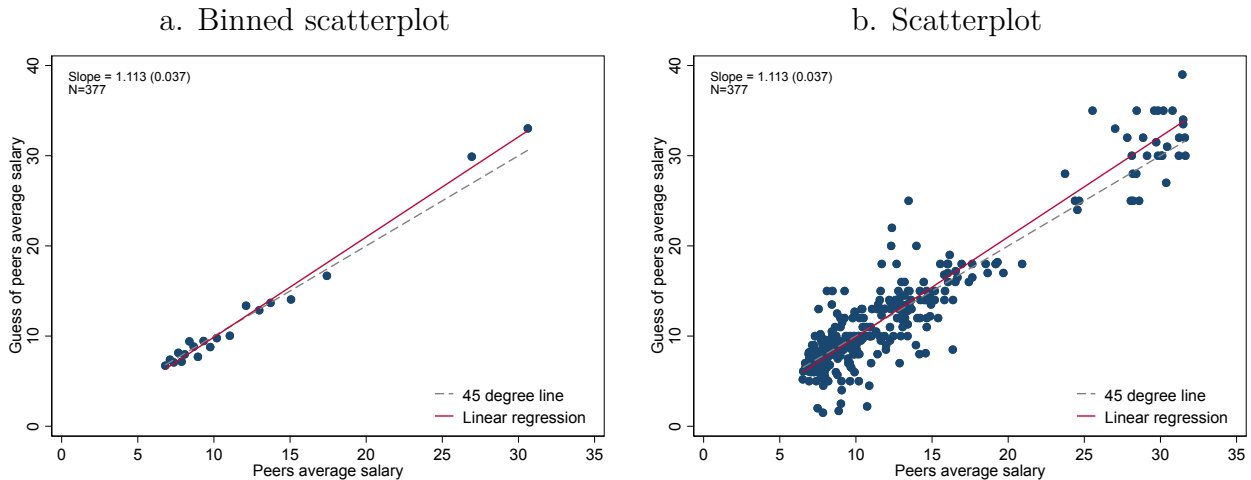 a. Binned scatterplot
Slope = 1.113 (0.037)
N=377
Guess of peers average salary
40
30
20
10
0
45 degree line
Linear regression
0 5 10 15 20 25 30 35
Peers average salary
b. Scatterplot
Slope = 1.113 (0.037)
N=377
Guess of peers average salary
40
30
20
10
0
45 degree line
Linear regression
0 5 10 15 20 25 30 35
Peers average salary